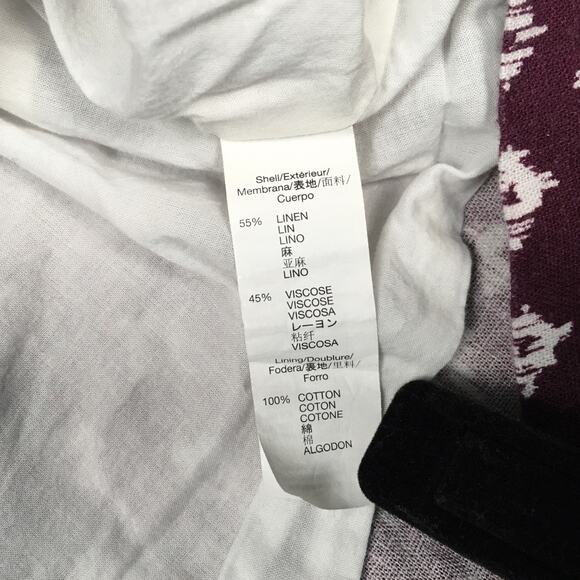 Shell/Extérieur/
Membrana/表地/面料/
Cuerpo
55% LINEN
LIN
LINO
麻
亚麻
LINO
45% VISCOSE
VISCOSE
VISCOSA
レーヨン
粘纤
VISCOSA
Lining/Doublure/
Fodera/裏地/里料/
Forro
100% COTTON
COTON
COTONE
綿
棉
ALGODON